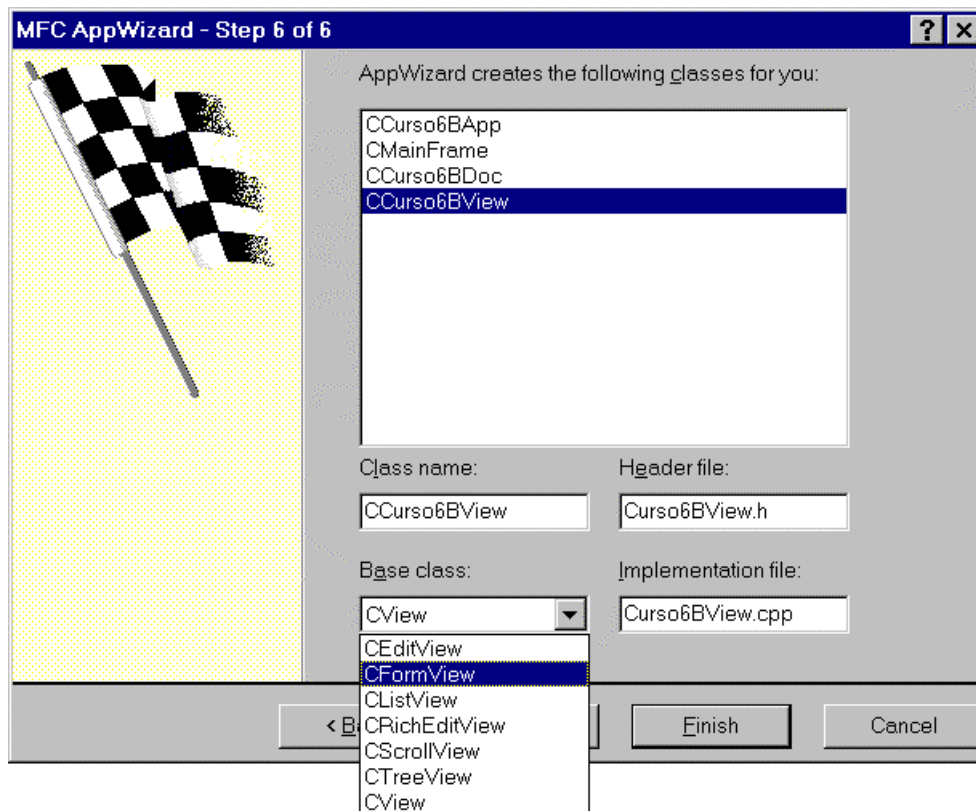 MFC AppWizard - Step 6 of 6
AppWizard creates the following classes for you:
CCurso6BApp
CMainFrame
CCurso6BDoc
CCurso6BView
Class name:
Header file:
CCurso6BView
Curso6BView.h
Base class:
Implementation file:
CView
Curso6BView.cpp
CEditView
CFormView
CListView
CRichEditView
CScrollView
CTreeView
CView
Finish
Cancel